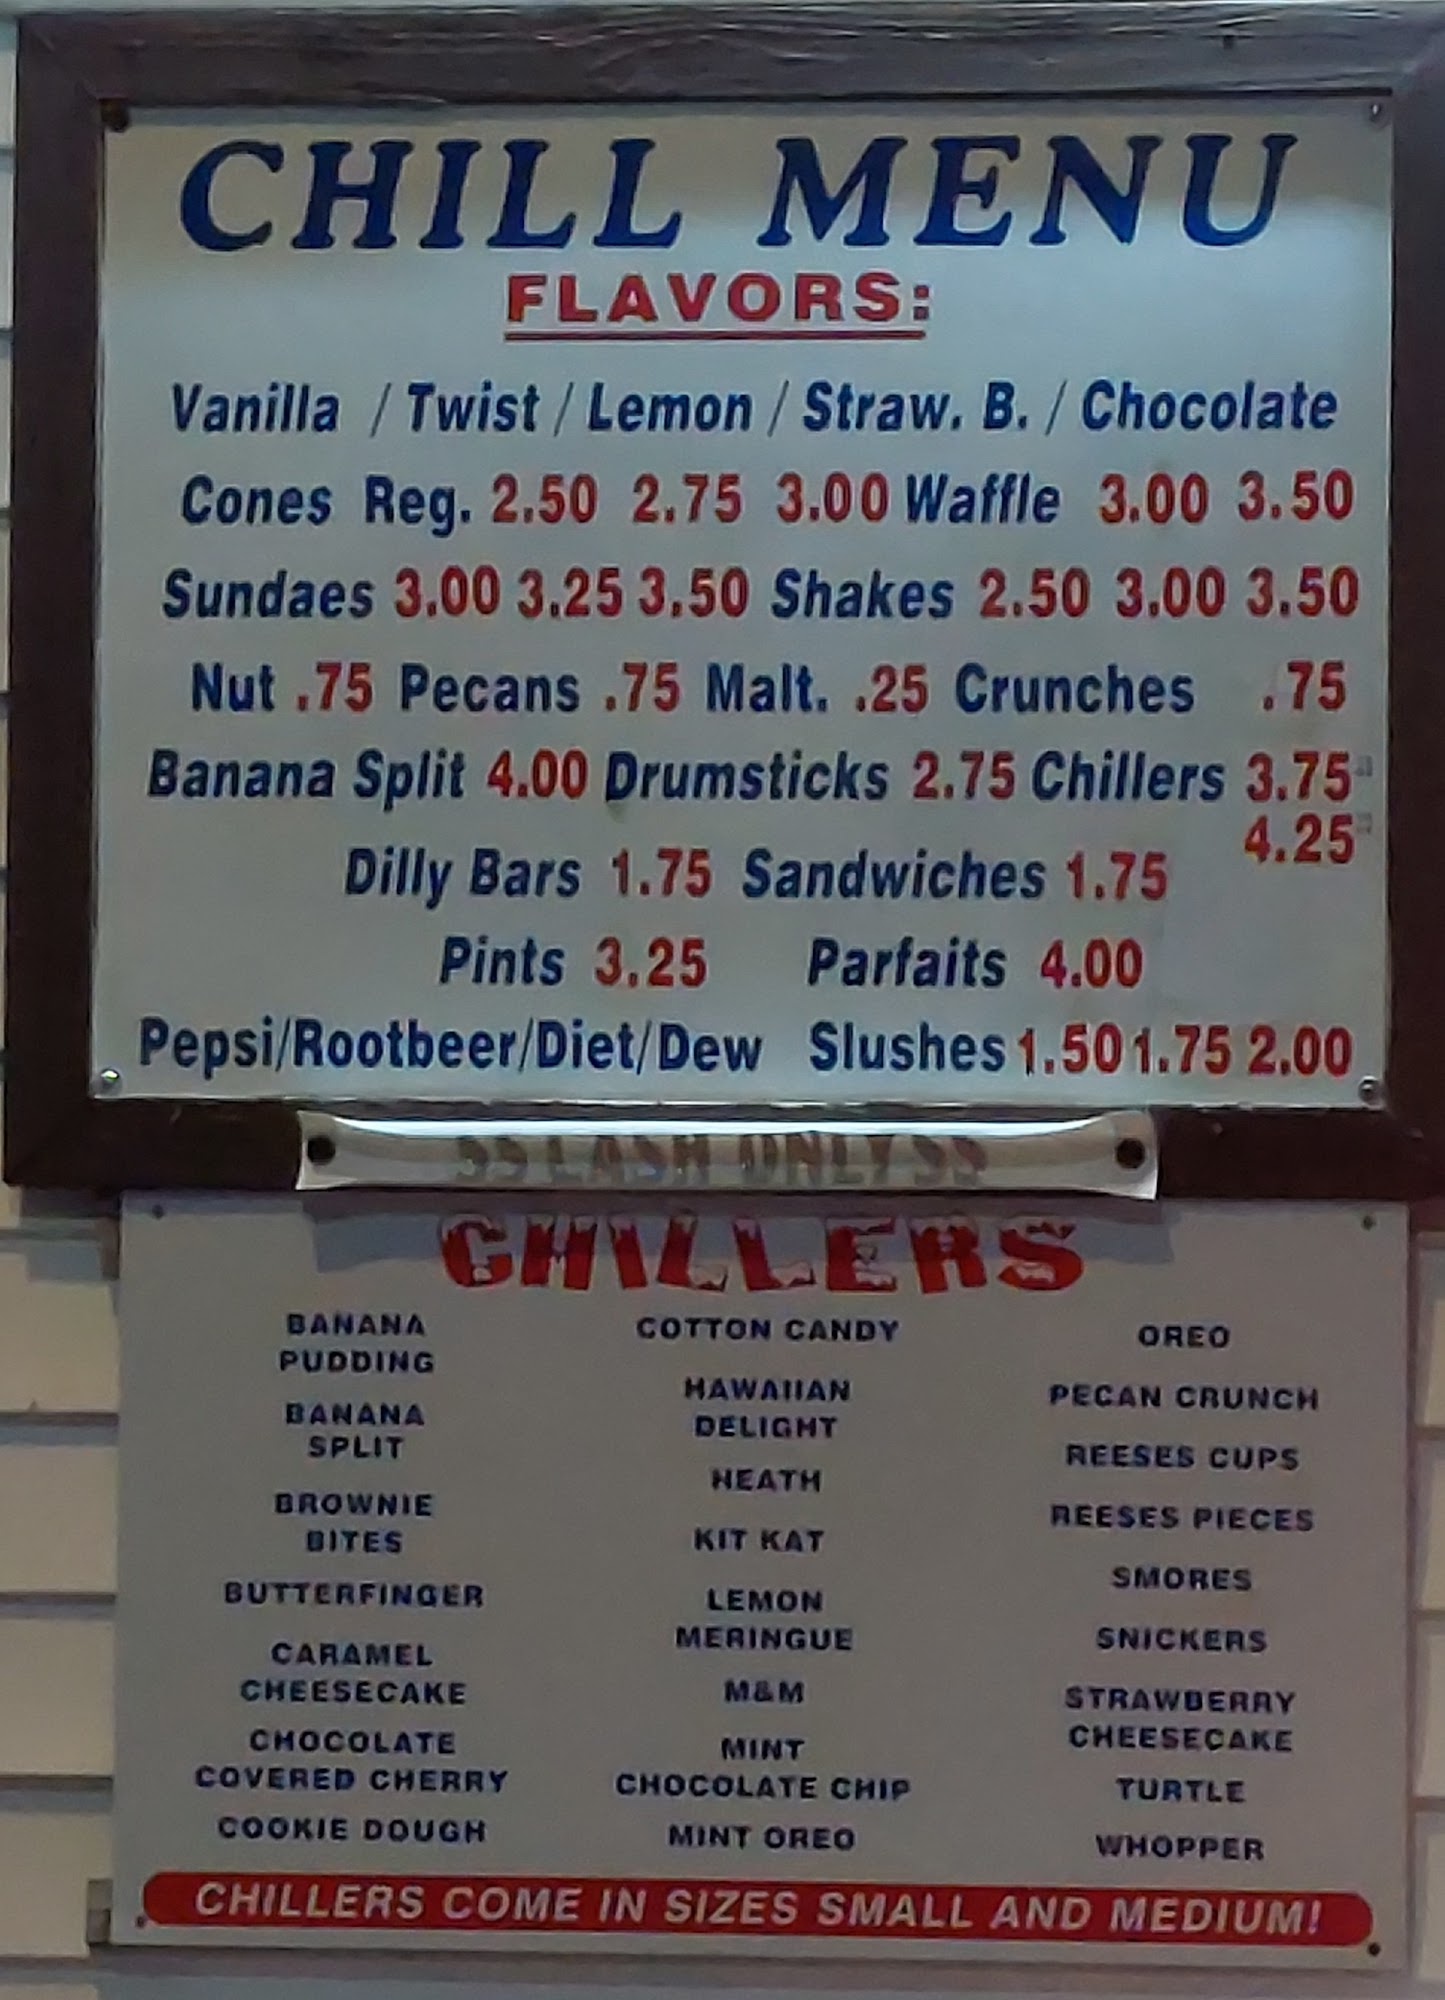 CHILL MENU
FLAVORS:
Vanilla / Twist / Lemon / Straw. B. / Chocolate
Cones Reg. 2.50 2.75 3.00 Waffle 3.00 3.50
Sundaes 3.00 3.25 3.50 Shakes 2.50 3.00 3.50
Nut .75 Pecans .75 Malt. .25 Crunches .75
Banana Split 4.00 Drumsticks 2.75 Chillers 3.75
4.25
Dilly Bars 1.75 Sandwiches 1.75
Pints 3.25 Parfaits 4.00
Pepsi/Rootbeer/Diet/Dew Slushes 1.50 1.75 2.00
$$ CASH ONLY $$
CHILLERS
BANANA
PUDDING
BANANA
SPLIT
BROWNIE
BITES
BUTTERFINGER
CARAMEL
CHEESECAKE
CHOCOLATE
COVERED CHERRY
COOKIE DOUGH
COTTON CANDY
HAWAIIAN
DELIGHT
HEATH
KIT KAT
LEMON
MERINGUE
M&M
MINT
CHOCOLATE CHIP
MINT OREO
OREO
PECAN CRUNCH
REESES CUPS
REESES PIECES
SMORES
SNICKERS
STRAWBERRY
CHEESECAKE
TURTLE
WHOPPER
CHILLERS COME IN SIZES SMALL AND MEDIUM!